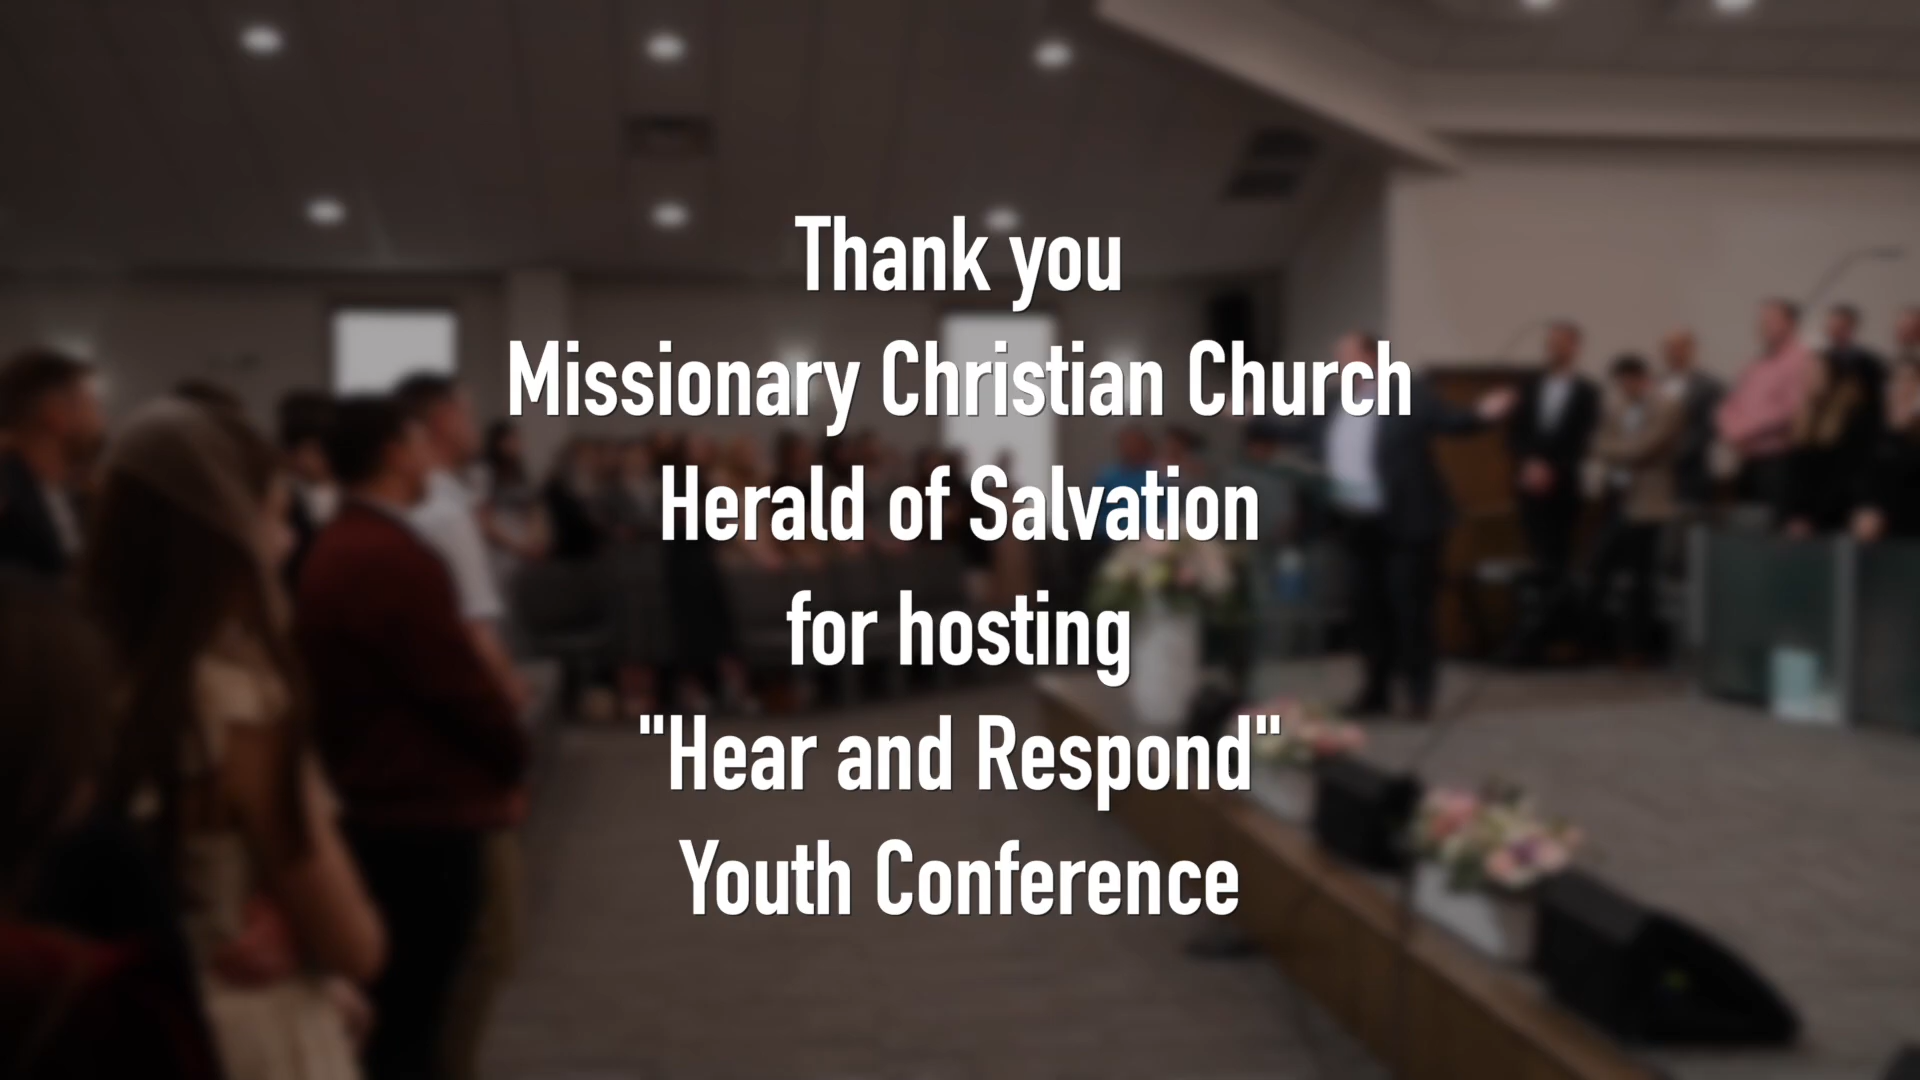 Thank you
Missionary Christian Church
Herald of Salvation
for hosting
"Hear and Respond"
Youth Conference